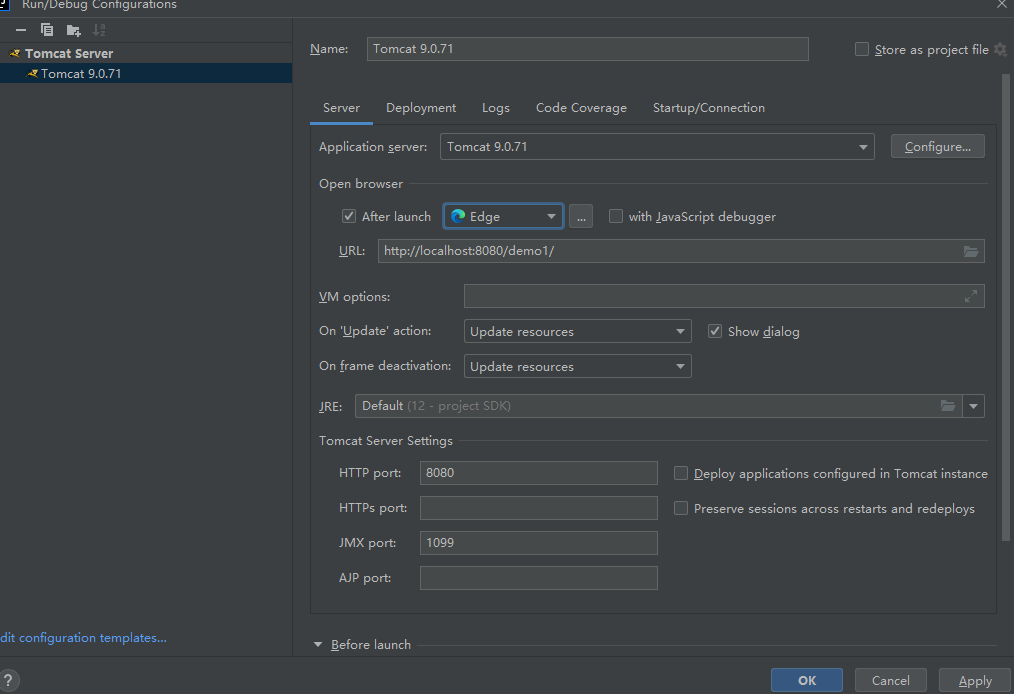 Run/Debug Configurations
Tomcat Server
Tomcat 9.0.71
Name: Tomcat 9.0.71 Store as project file
Server Deployment Logs Code Coverage Startup/Connection
Application server: Tomcat 9.0.71 Configure...
Open browser
After launch Edge ... with JavaScript debugger
URL: http://localhost:8080/demo1/
VM options:
On 'Update' action: Update resources Show dialog
On frame deactivation: Update resources
JRE: Default (12 - project SDK)
Tomcat Server Settings
HTTP port: 8080 Deploy applications configured in Tomcat instance
HTTPs port: Preserve sessions across restarts and redeploys
JMX port: 1099
AJP port:
dit configuration templates...
Before launch
? OK Cancel Apply